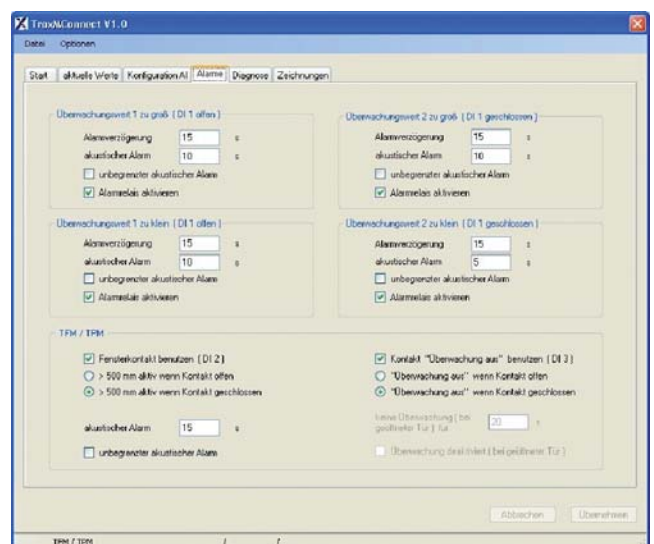 TroxNConnect V1.0
Datei Optionen
Start aktuelle Werte Konfiguration AI Alarme Diagnose Zeichnungen
Überwachungswert 1 zu groß ( DI 1 offen )
Alarmverzögerung 15 s
akustischer Alarm 10 s
unbegrenzter akustischer Alarm
Alarmrelais aktivieren
Überwachungswert 2 zu groß ( DI 1 geschlossen )
Alarmverzögerung 15 s
akustischer Alarm 10 s
unbegrenzter akustischer Alarm
Alarmrelais aktivieren
Überwachungswert 1 zu klein ( DI 1 offen )
Alarmverzögerung 15 s
akustischer Alarm 10 s
unbegrenzter akustischer Alarm
Alarmrelais aktivieren
Überwachungswert 2 zu klein ( DI 1 geschlossen )
Alarmverzögerung 15 s
akustischer Alarm 5 s
unbegrenzter akustischer Alarm
Alarmrelais aktivieren
TFM / TPM
Fensterkontakt benutzen ( DI 2 )
> 500 mm aktiv wenn Kontakt offen
> 500 mm aktiv wenn Kontakt geschlossen
akustischer Alarm 15 s
unbegrenzter akustischer Alarm
Kontakt "Überwachung aus" benutzen ( DI 3 )
"Überwachung aus" wenn Kontakt offen
"Überwachung aus" wenn Kontakt geschlossen
keine Überwachung ( bei
geöffneter Tür ) für 20 s
Überwachung deaktiviert ( bei geöffneter Tür )
Abbrechen Übernehmen
TFM / TPM / /